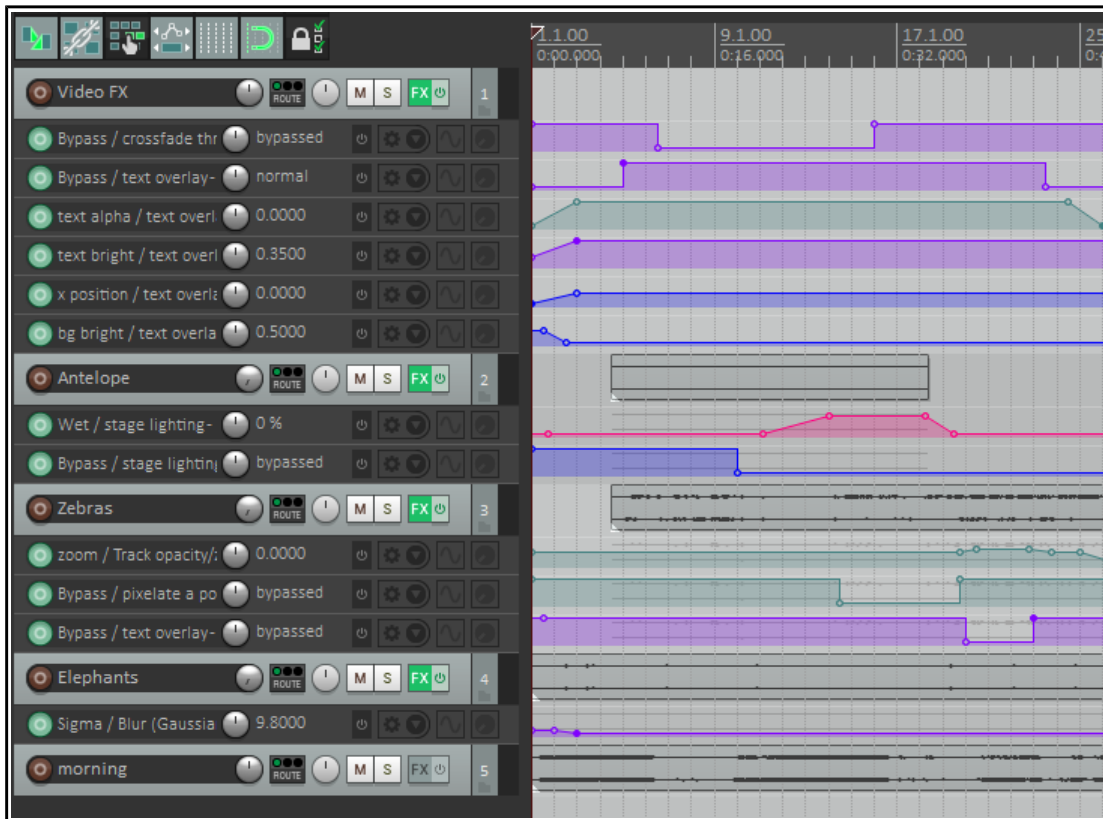 1.1.00 9.1.00 17.1.00 25
0:00.000 0:16.000 0:32.000 0:4
Video FX ROUTE M S FX 1
Bypass / crossfade thr bypassed
Bypass / text overlay- normal
text alpha / text overl 0.0000
text bright / text overl 0.3500
x position / text overla 0.0000
bg bright / text overla 0.5000
Antelope ROUTE M S FX 2
Wet / stage lighting- 0 %
Bypass / stage lighting bypassed
Zebras ROUTE M S FX 3
zoom / Track opacity/z 0.0000
Bypass / pixelate a po bypassed
Bypass / text overlay- bypassed
Elephants ROUTE M S FX 4
Sigma / Blur (Gaussia 9.8000
morning ROUTE M S FX 5